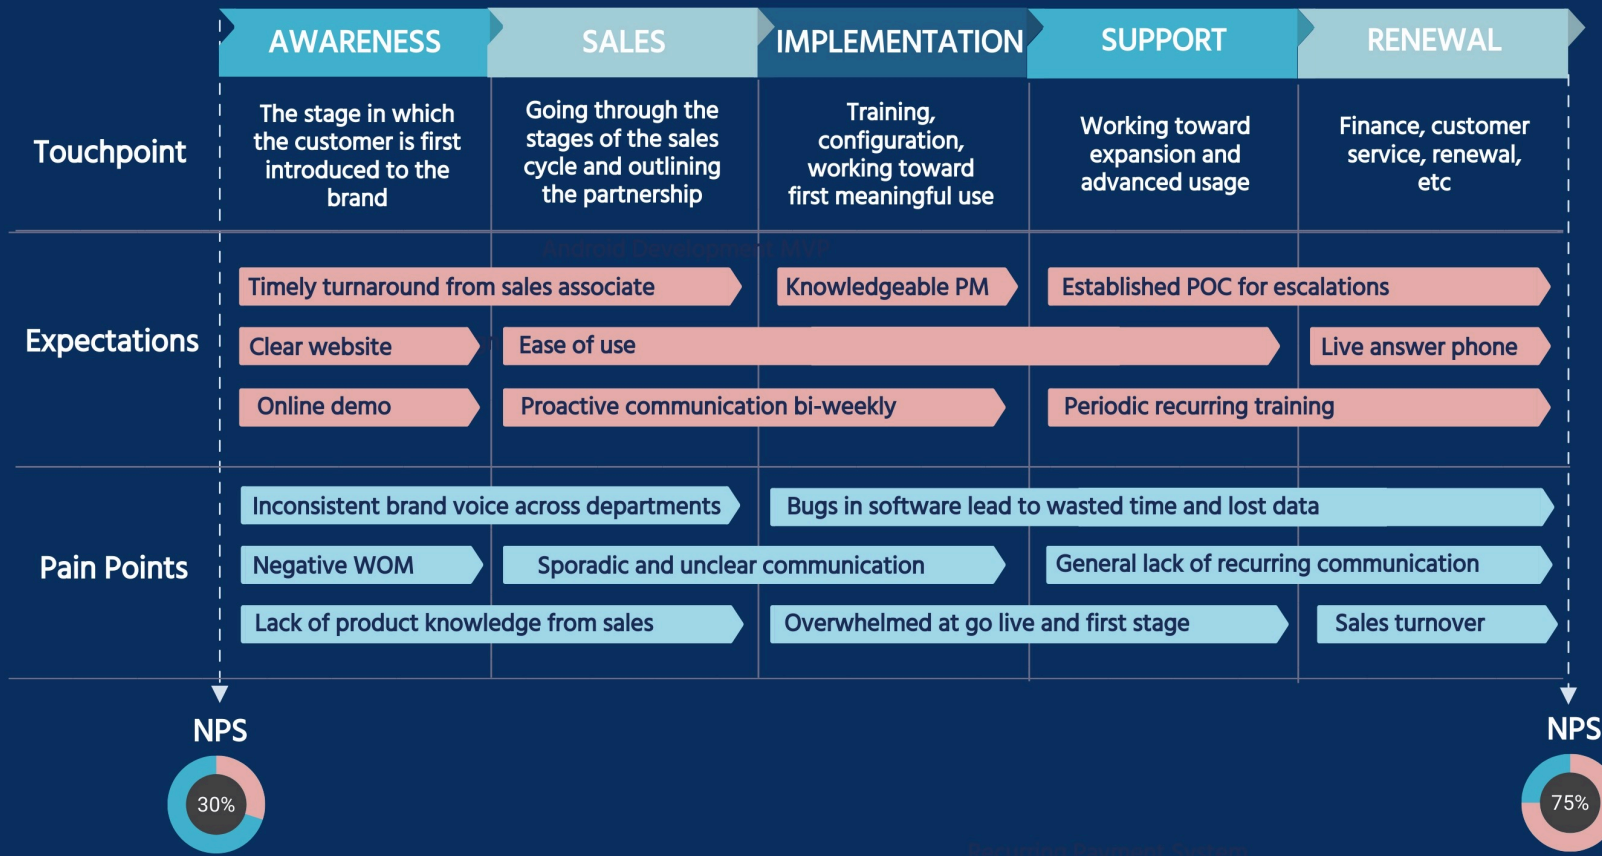 AWARENESS
SALES
IMPLEMENTATION
SUPPORT
RENEWAL
Touchpoint
The stage in which
the customer is first
introduced to the
brand
Going through the
stages of the sales
cycle and outlining
the partnership
Training,
configuration,
working toward
first meaningful use
Working toward
expansion and
advanced usage
Finance, customer
service, renewal,
etc
Android Development MVP
Expectations
Timely turnaround from sales associate
Knowledgeable PM
Established POC for escalations
Clear website
Ease of use
Live answer phone
Online demo
Proactive communication bi-weekly
Periodic recurring training
Pain Points
Inconsistent brand voice across departments
Bugs in software lead to wasted time and lost data
Negative WOM
Sporadic and unclear communication
General lack of recurring communication
Lack of product knowledge from sales
Overwhelmed at go live and first stage
Sales turnover
NPS
30%
NPS
75%
Recurring Payment System